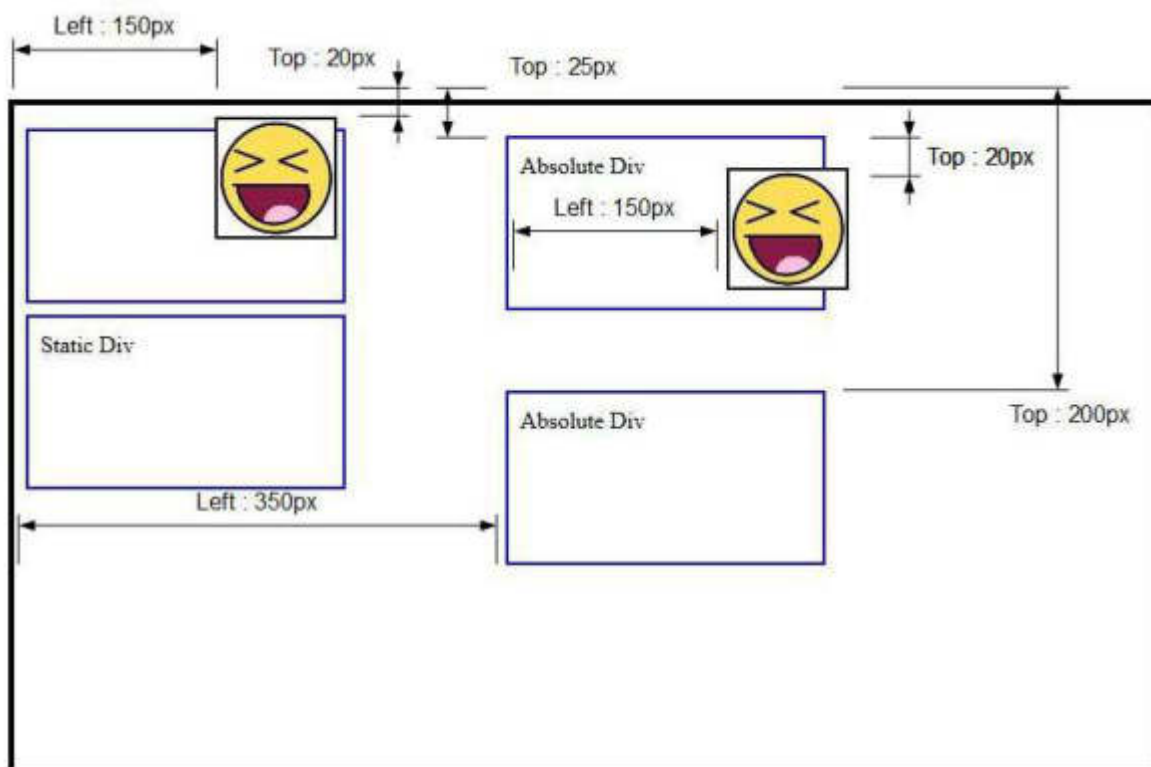 Left : 150px
Top : 20px
Top : 25px
Absolute Div
Top : 20px
Left : 150px
Static Div
Top : 200px
Absolute Div
Left : 350px